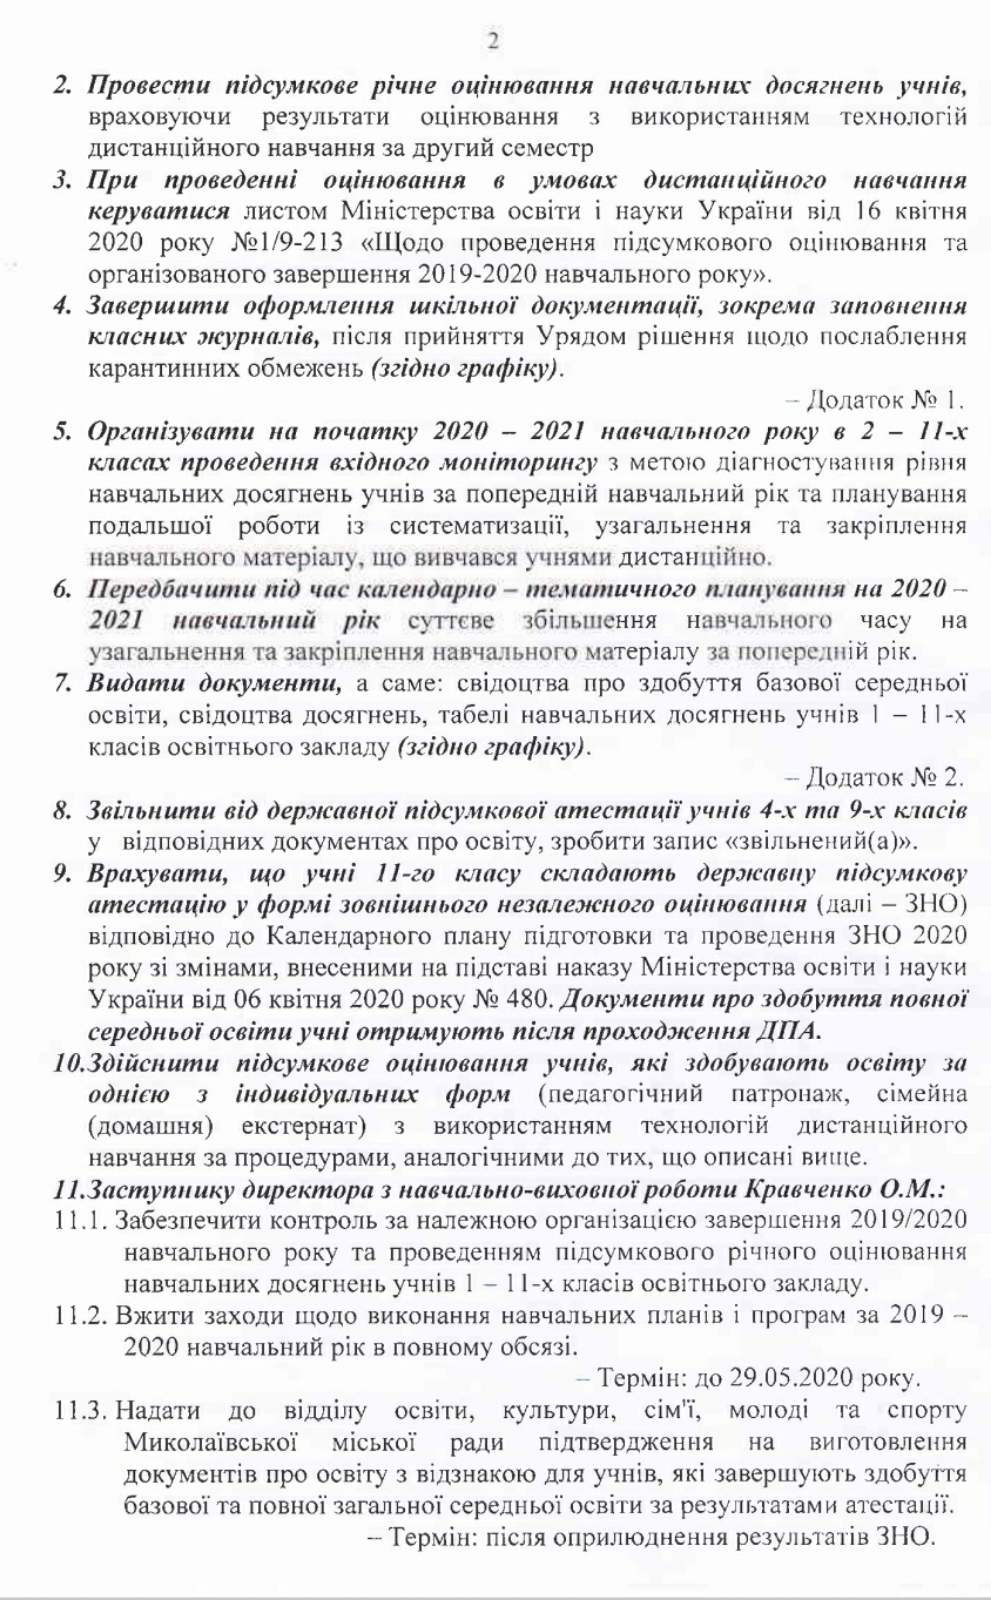 2
2. Провести підсумкове річне оцінювання навчальних досягнень учнів,
враховуючи результати оцінювання з використанням технологій
дистанційного навчання за другий семестр
3. При проведенні оцінювання в умовах дистанційного навчання
керуватися листом Міністерства освіти і науки України від 16 квітня
2020 року №1/9-213 «Щодо проведення підсумкового оцінювання та
організованого завершення 2019-2020 навчального року».
4. Завершити оформлення шкільної документації, зокрема заповнення
класних журналів, після прийняття Урядом рішення щодо послаблення
карантинних обмежень (згідно графіку).
– Додаток № 1.
5. Організувати на початку 2020 – 2021 навчального року в 2 – 11-х
класах проведення вхідного моніторингу з метою діагностування рівня
навчальних досягнень учнів за попередній навчальний рік та планування
подальшої роботи із систематизації, узагальнення та закріплення
навчального матеріалу, що вивчався учнями дистанційно.
6. Передбачити під час календарно – тематичного планування на 2020 –
2021 навчальний рік суттєве збільшення навчального часу на
узагальнення та закріплення навчального матеріалу за попередній рік.
7. Видати документи, а саме: свідоцтва про здобуття базової середньої
освіти, свідоцтва досягнень, табелі навчальних досягнень учнів 1 – 11-х
класів освітнього закладу (згідно графіку).
– Додаток № 2.
8. Звільнити від державної підсумкової атестації учнів 4-х та 9-х класів
у відповідних документах про освіту, зробити запис «звільнений(а)».
9. Врахувати, що учні 11-го класу складають державну підсумкову
атестацію у формі зовнішнього незалежного оцінювання (далі – ЗНО)
відповідно до Календарного плану підготовки та проведення ЗНО 2020
року зі змінами, внесеними на підставі наказу Міністерства освіти і науки
України від 06 квітня 2020 року № 480. Документи про здобуття повної
середньої освіти учні отримують після проходження ДПА.
10.Здійснити підсумкове оцінювання учнів, які здобувають освіту за
однією з індивідуальних форм (педагогічний патронаж, сімейна
(домашня) екстернат) з використанням технологій дистанційного
навчання за процедурами, аналогічними до тих, що описані вище.
11.Заступнику директора з навчально-виховної роботи Кравченко О.М.:
11.1. Забезпечити контроль за належною організацією завершення 2019/2020
навчального року та проведенням підсумкового річного оцінювання
навчальних досягнень учнів 1 – 11-х класів освітнього закладу.
11.2. Вжити заходи щодо виконання навчальних планів і програм за 2019 –
2020 навчальний рік в повному обсязі.
– Термін: до 29.05.2020 року.
11.3. Надати до відділу освіти, культури, сім'ї, молоді та спорту
Миколаївської міської ради підтвердження на виготовлення
документів про освіту з відзнакою для учнів, які завершують здобуття
базової та повної загальної середньої освіти за результатами атестації.
– Термін: після оприлюднення результатів ЗНО.